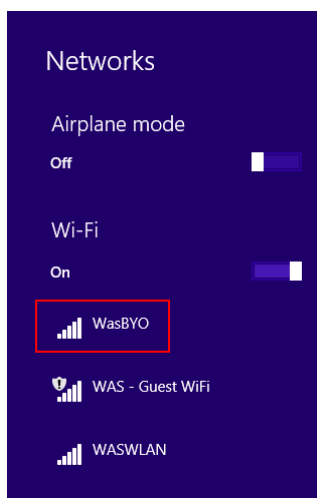 Networks
Airplane mode
Off
Wi-Fi
On
WasBYO
WAS - Guest WiFi
WASWLAN